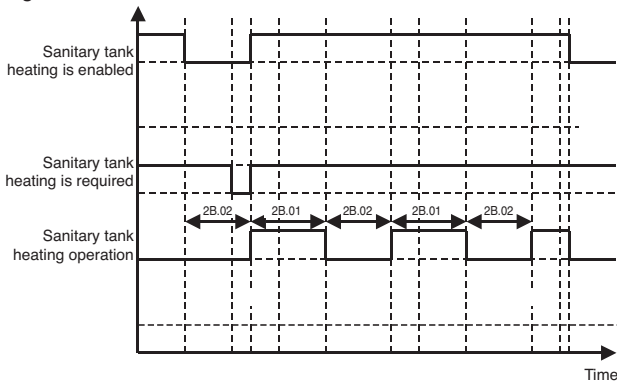 Sanitary tank
heating is enabled
Sanitary tank
heating is required
2B.02 2B.01 2B.02 2B.01 2B.02
Sanitary tank
heating operation
Time